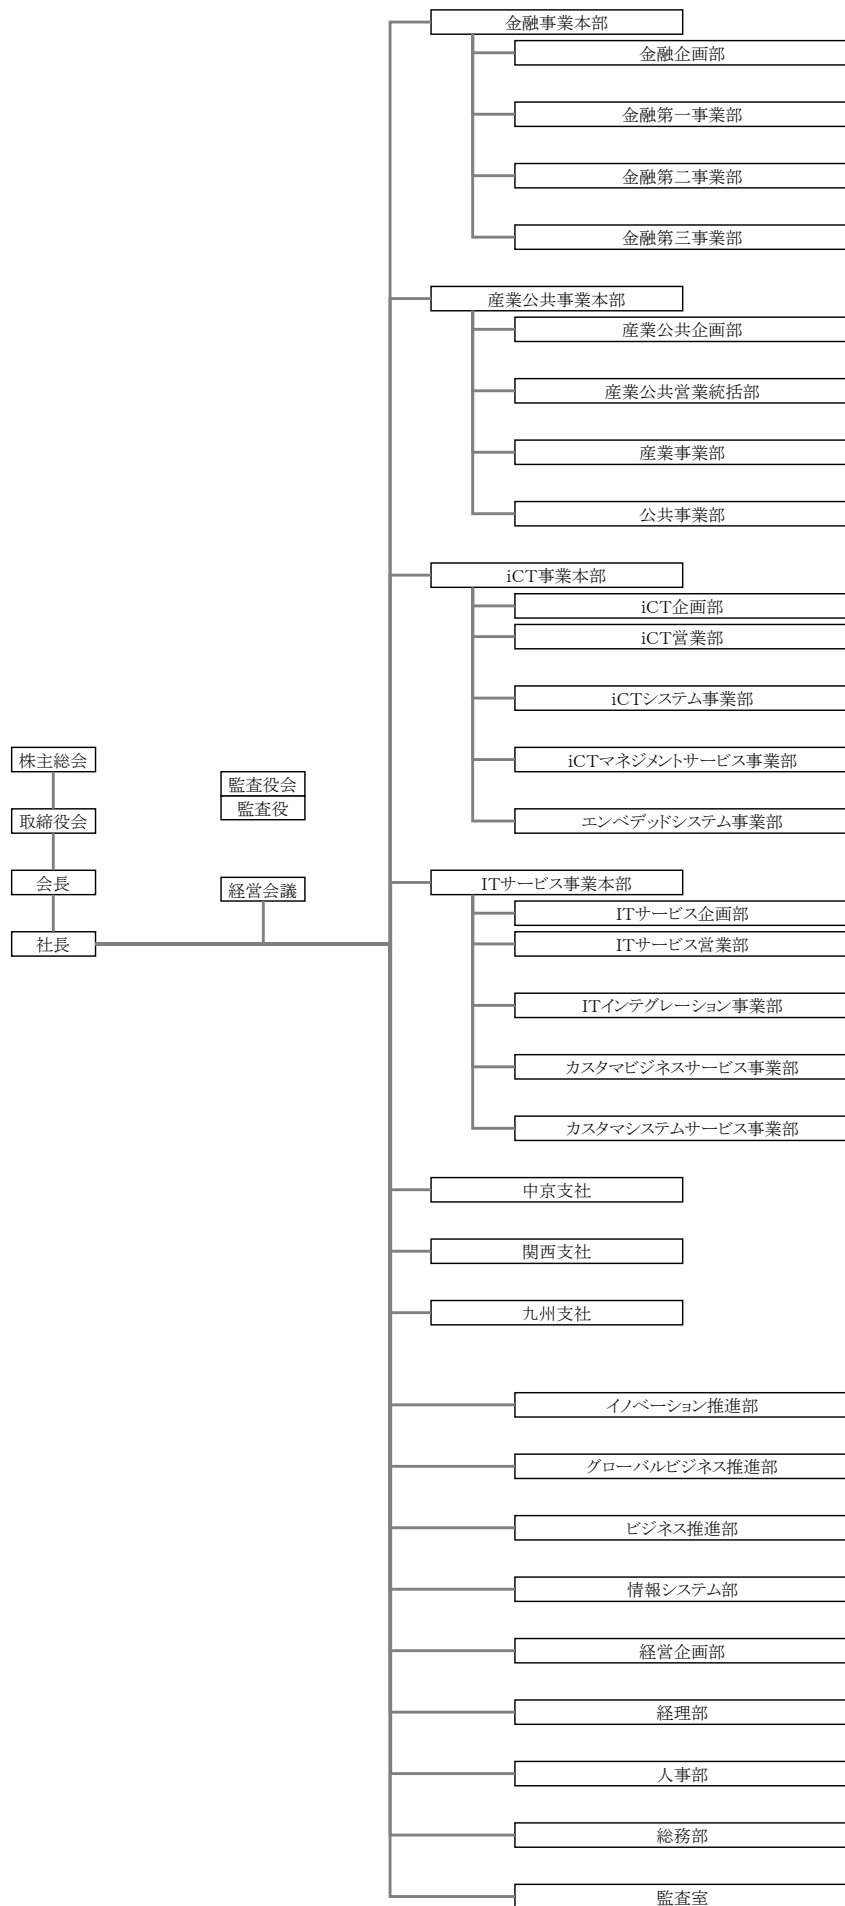 株主総会
取締役会
会長
社長
監査役会
監査役
経営会議
金融事業本部
金融企画部
金融第一事業部
金融第二事業部
金融第三事業部
産業公共事業本部
産業公共企画部
産業公共営業統括部
産業事業部
公共事業部
iCT事業本部
iCT企画部
iCT営業部
iCTシステム事業部
iCTマネジメントサービス事業部
エンベデッドシステム事業部
ITサービス事業本部
ITサービス企画部
ITサービス営業部
ITインテグレーション事業部
カスタマビジネスサービス事業部
カスタマシステムサービス事業部
中京支社
関西支社
九州支社
イノベーション推進部
グローバルビジネス推進部
ビジネス推進部
情報システム部
経営企画部
経理部
人事部
総務部
監査室